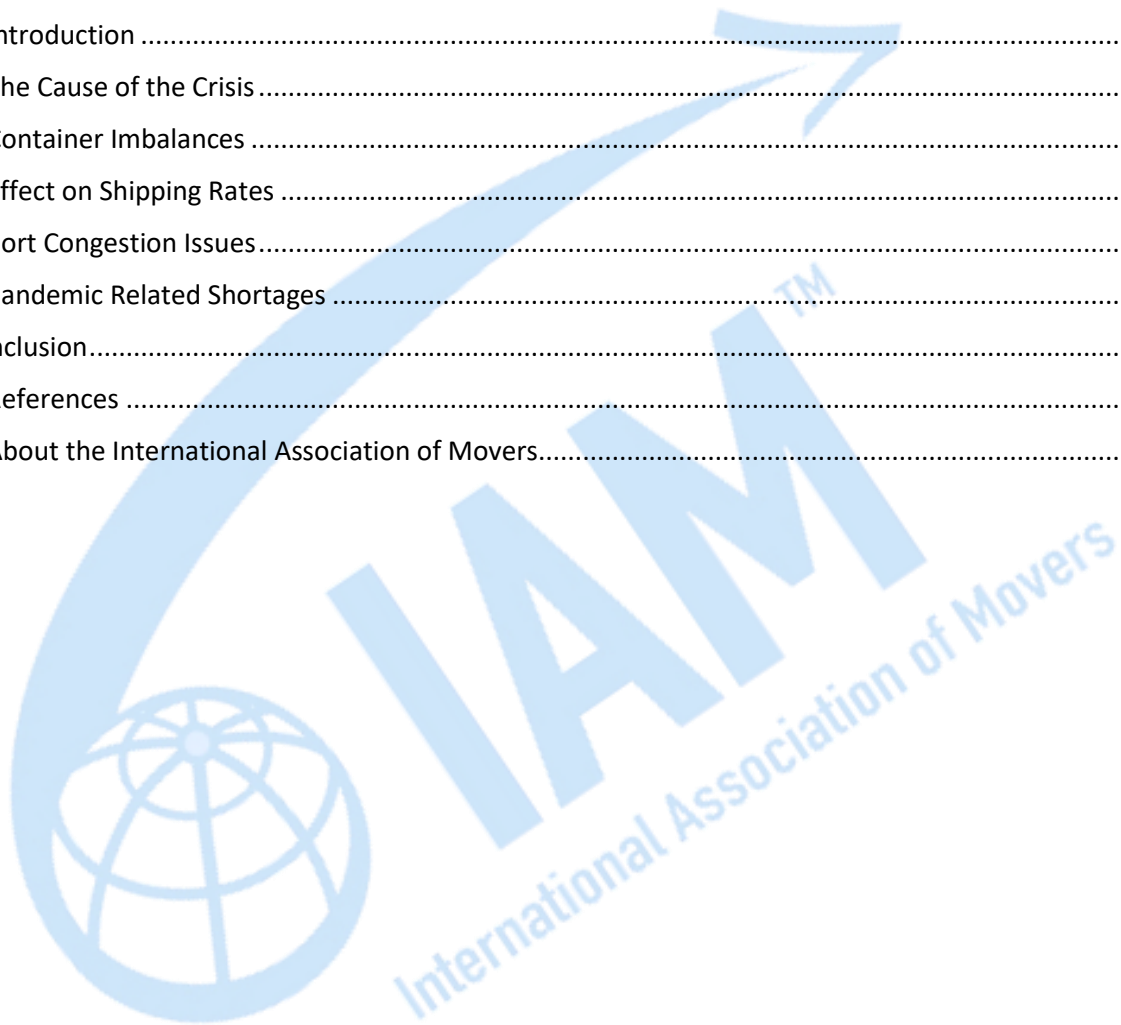 ntroduction ........................................................................................................
he Cause of the Crisis ........................................................................................................
ontainer Imbalances ........................................................................................................
ffect on Shipping Rates ........................................................................................................
ort Congestion Issues ........................................................................................................
andemic Related Shortages ........................................................................................................
nclusion ........................................................................................................
eferences ........................................................................................................
About the International Association of Movers ........................................................................................................
IAM TM
International Association of Movers